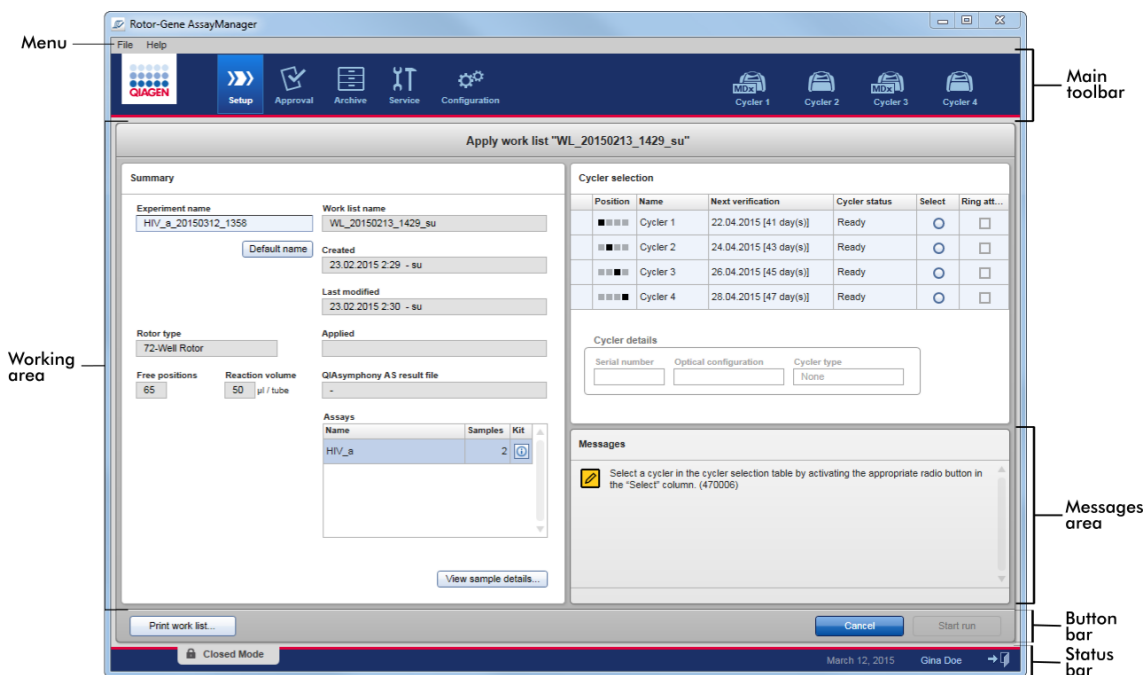 Rotor-Gene AssayManager
Menu
File Help
QIAGEN
Setup Approval Archive Service Configuration
MDx MDx
Cycler 1 Cycler 2 Cycler 3 Cycler 4
Main
toolbar
Apply work list "WL_20150213_1429_su"
Summary
Experiment name
HIV_a_20150312_1358
Default name
Work list name
WL_20150213_1429_su
Created
23.02.2015 2:29 - su
Last modified
23.02.2015 2:30 - su
Rotor type
72-Well Rotor
Applied
Free positions
65
Reaction volume
50 µl / tube
QIAsymphony AS result file
-
Assays
Name Samples Kit
HIV_a 2
View sample details...
Working
area
Cycler selection
Position Name Next verification Cycler status Select Ring att...
Cycler 1 22.04.2015 [41 day(s)] Ready
Cycler 2 24.04.2015 [43 day(s)] Ready
Cycler 3 26.04.2015 [45 day(s)] Ready
Cycler 4 28.04.2015 [47 day(s)] Ready
Cycler details
Serial number Optical configuration Cycler type
None
Messages
Select a cycler in the cycler selection table by activating the appropriate radio button in
the "Select" column. (470006)
Messages
area
Print work list... Cancel Start run
Button
bar
Closed Mode March 12, 2015 Gina Doe
Status
bar